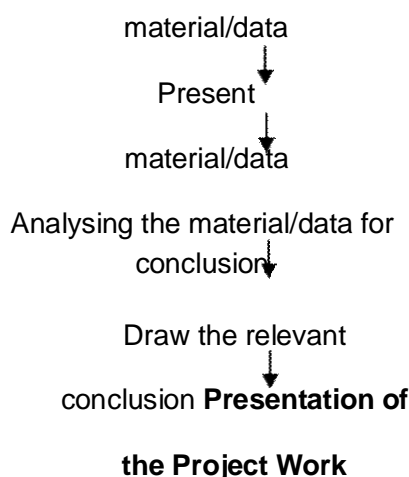 material/data
Present
material/data
Analysing the material/data for
conclusion
Draw the relevant
conclusion Presentation of
the Project Work